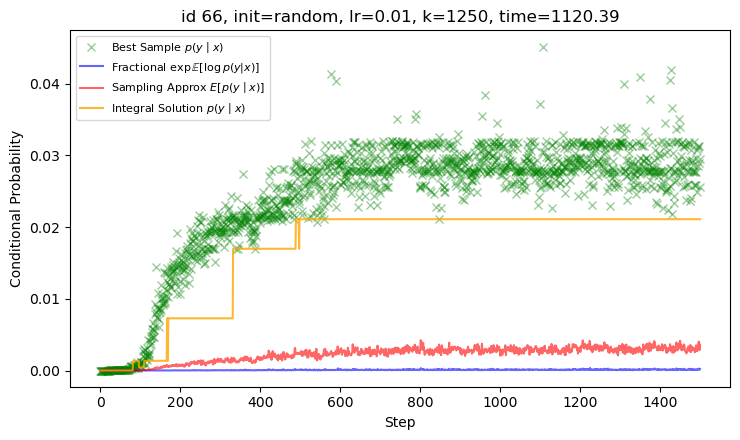 id 66, init=random, lr=0.01, k=1250, time=1120.39
Best Sample p(y | x)
Fractional exp𝔼[log p(y|x)]
Sampling Approx E[p(y | x)]
Integral Solution p(y | x)
Conditional Probability
0.04
0.03
0.02
0.01
0.00
0 200 400 600 800 1000 1200 1400
Step